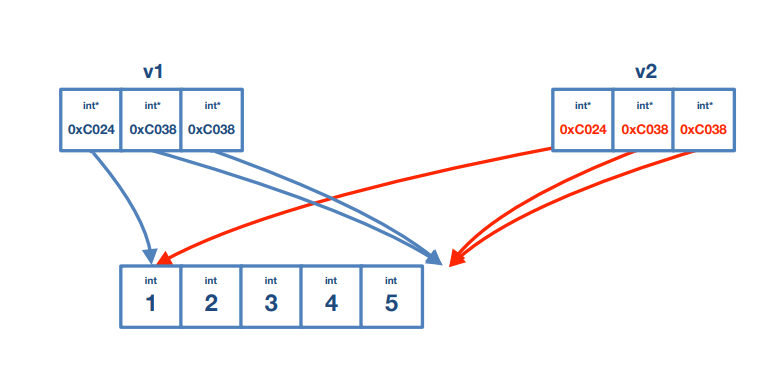 v1 v2
int* int* int* int* int* int*
0xC024 0xC038 0xC038 0xC024 0xC038 0xC038
int int int int int
1 2 3 4 5